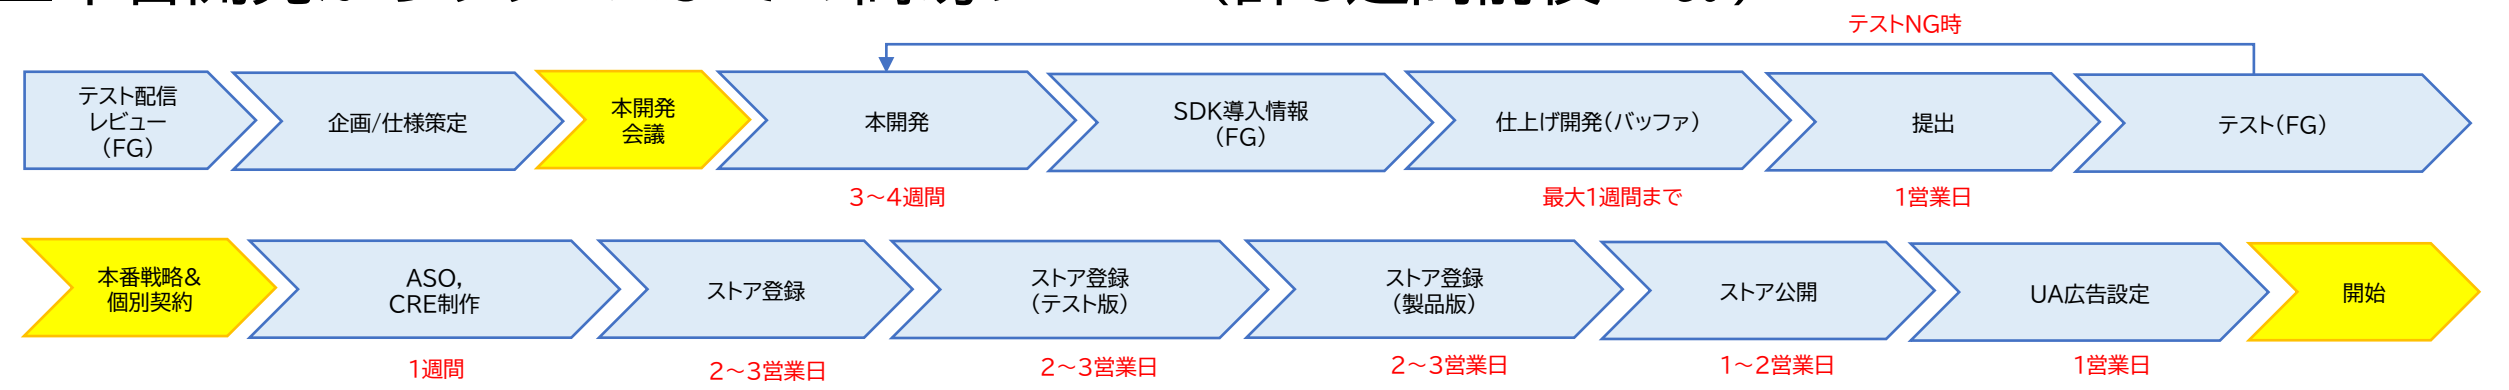 テストNG時
テスト配信
レビュー
（FG）
企画/仕様策定
本開発
会議
本開発
SDK導入情報
（FG）
仕上げ開発（バッファ）
提出
テスト（FG）
3～4週間
最大1週間まで
1営業日
本番戦略&
個別契約
ASO,
CRE制作
ストア登録
ストア登録
（テスト版）
ストア登録
（製品版）
ストア公開
UA広告設定
開始
1週間
2～3営業日
2～3営業日
2～3営業日
1～2営業日
1営業日